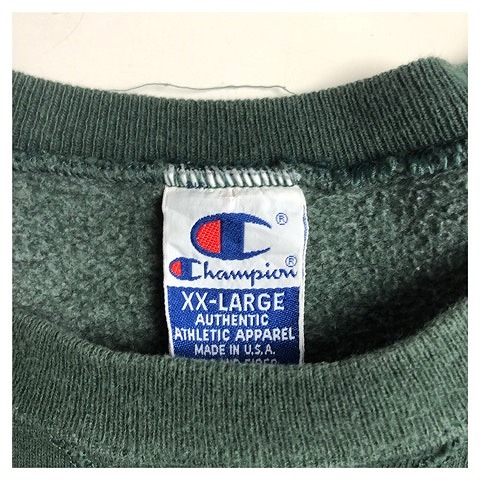 ®
Champion®
XX-LARGE
AUTHENTIC
ATHLETIC APPAREL
MADE IN U.S.A.